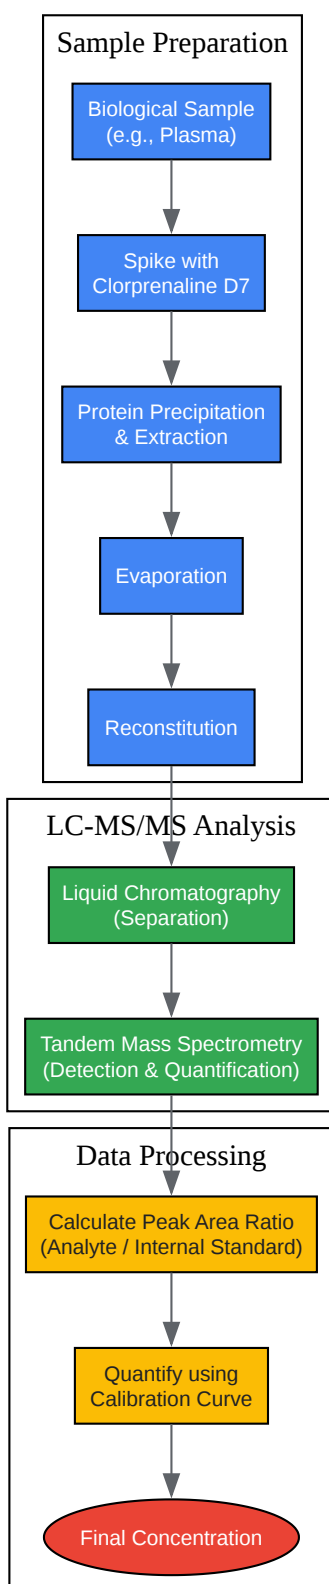 Sample Preparation
Biological Sample
(e.g., Plasma)
Spike with
Clorprenaline D7
Protein Precipitation
& Extraction
Evaporation
Reconstitution
LC-MS/MS Analysis
Liquid Chromatography
(Separation)
Tandem Mass Spectrometry
(Detection & Quantification)
Data Processing
Calculate Peak Area Ratio
(Analyte / Internal Standard)
Quantify using
Calibration Curve
Final Concentration